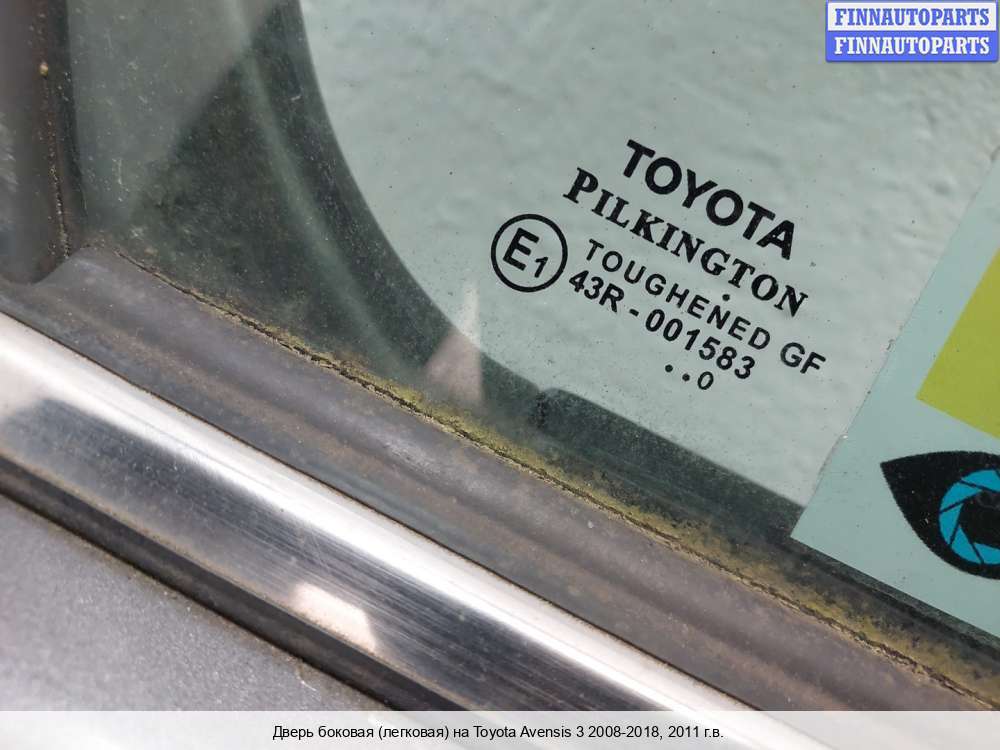 FINNAUTOPARTS
FINNAUTOPARTS
TOYOTA
PILKINGTON
E1
TOUGHENED GF
43R-001583
..0
Дверь боковая (легковая) на Toyota Avensis 3 2008-2018, 2011 г.в.